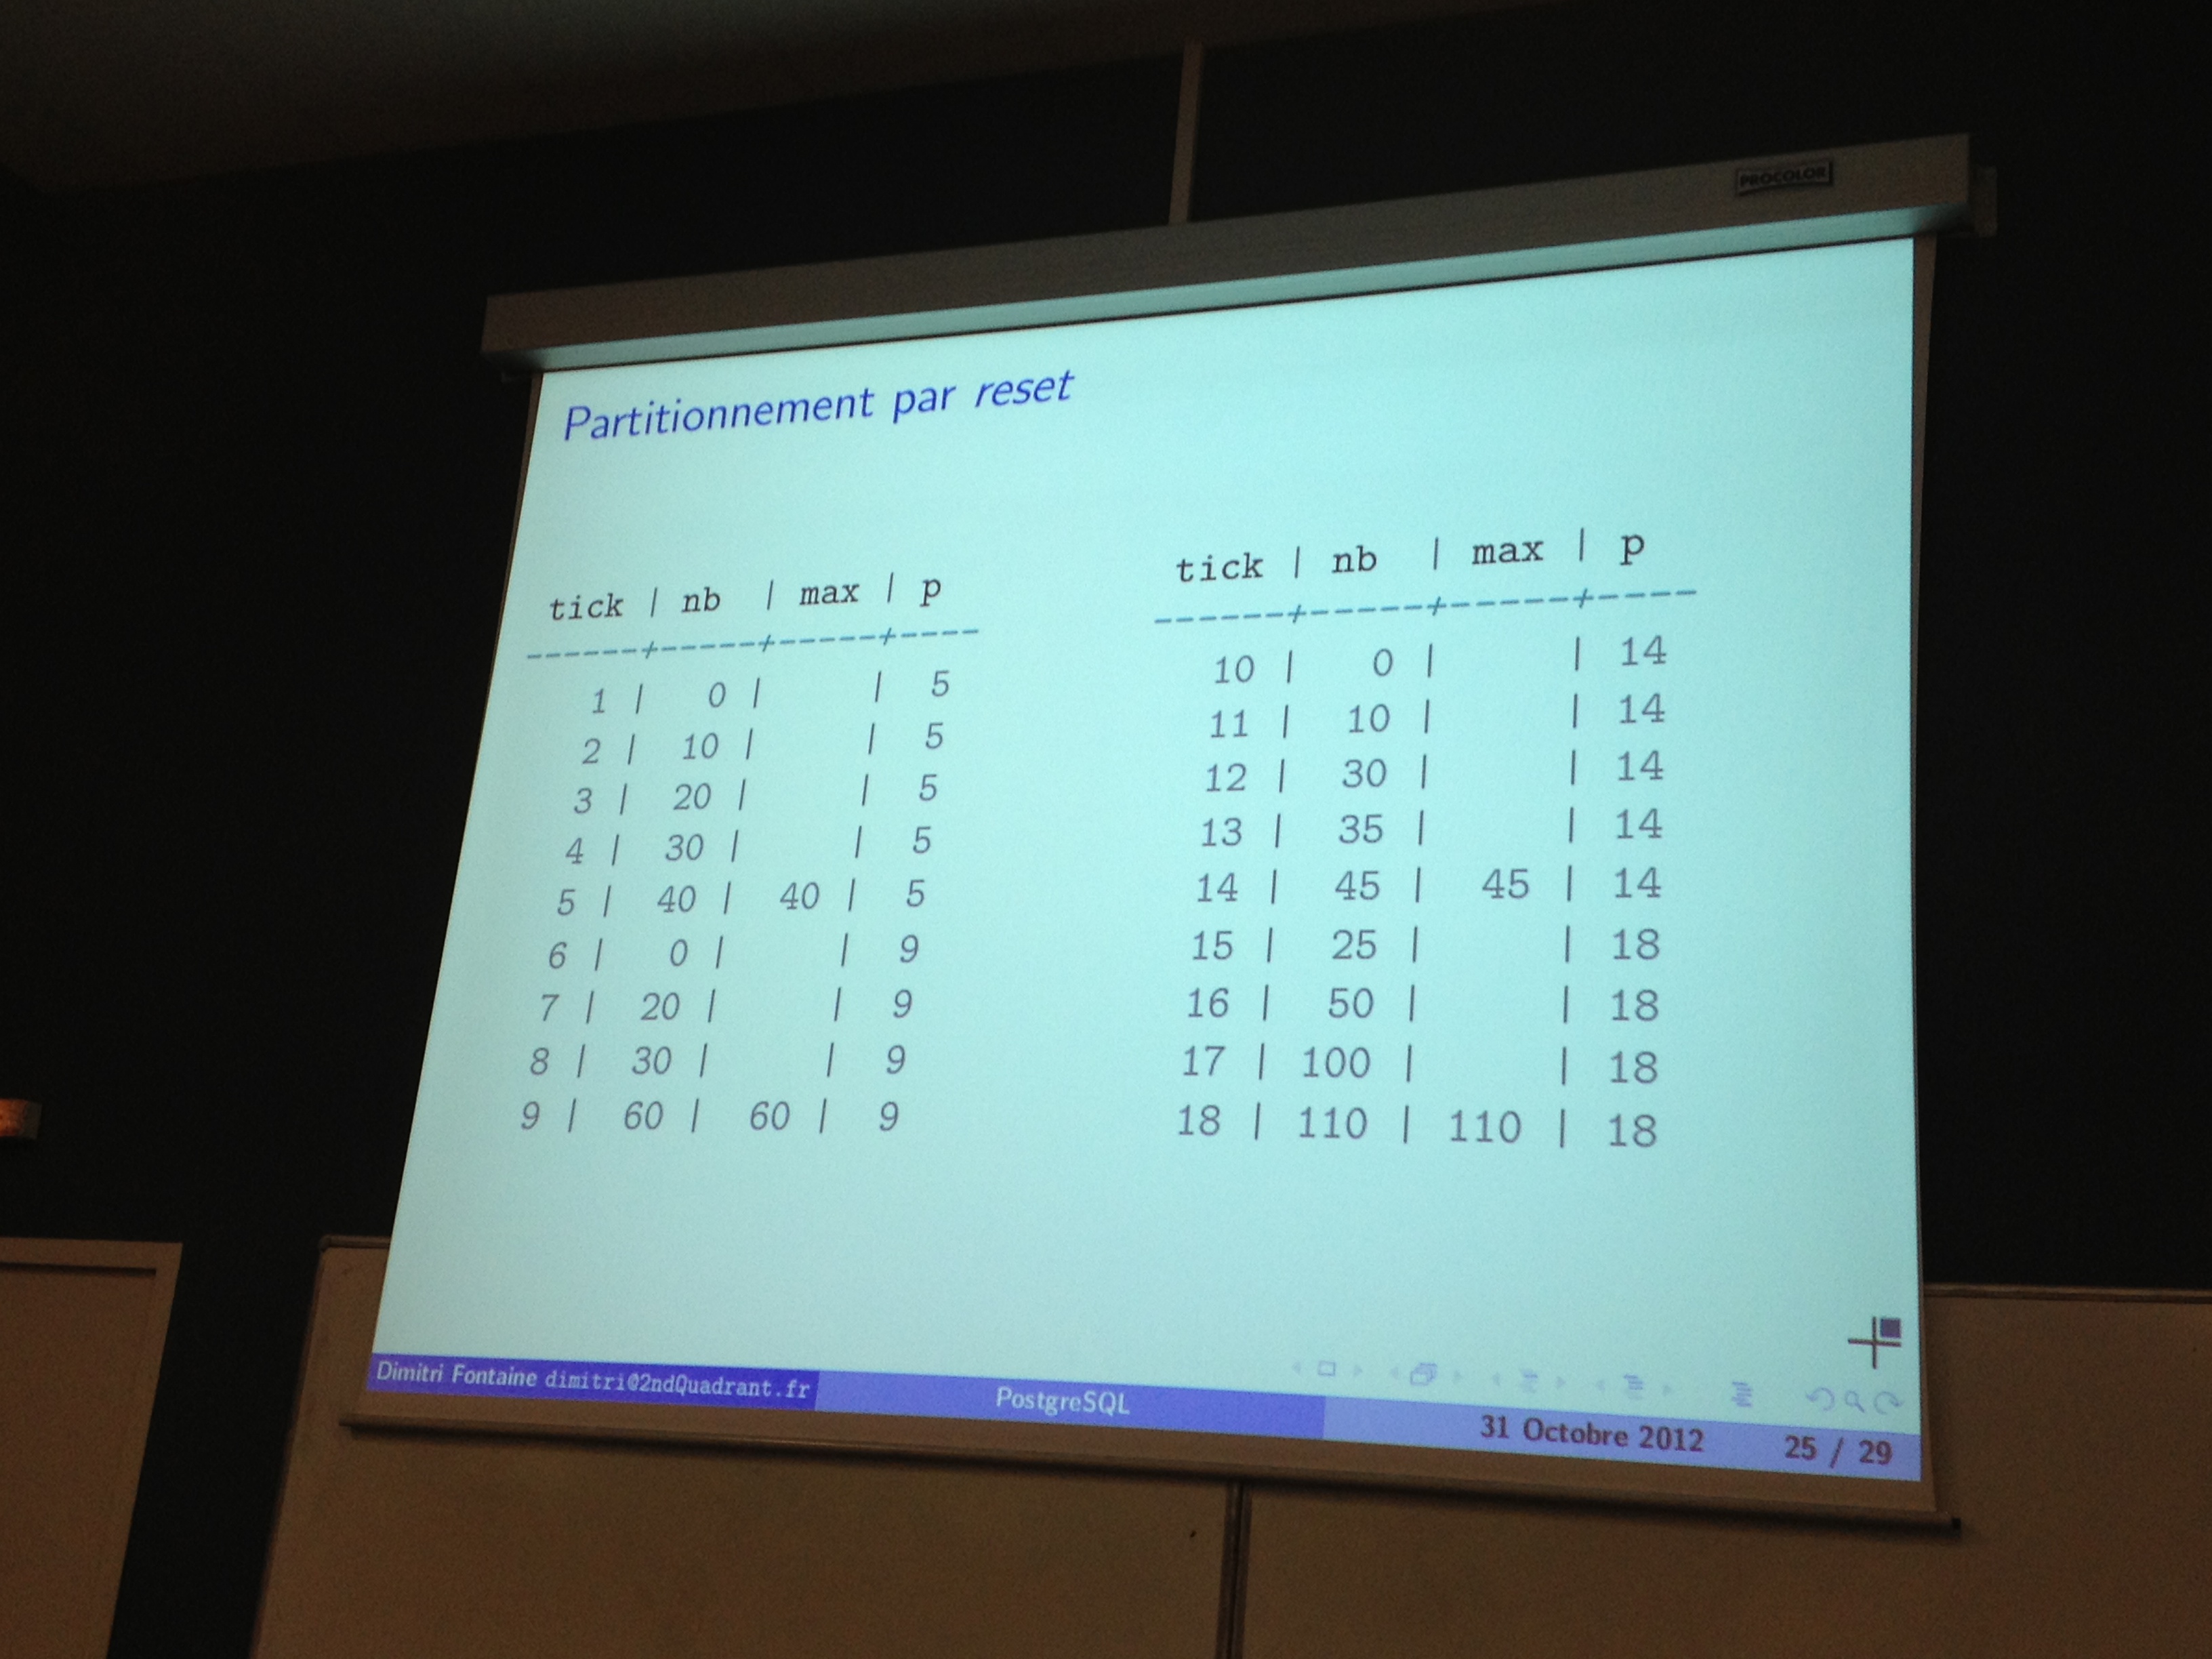 PROCOLOR
Partitionnement par reset
tick | nb | max | p
------+-----+-----+----
1 | 0 | | 5
2 | 10 | | 5
3 | 20 | | 5
4 | 30 | | 5
5 | 40 | 40 | 5
6 | 0 | | 9
7 | 20 | | 9
8 | 30 | | 9
9 | 60 | 60 | 9
tick | nb | max | p
------+-----+-----+----
10 | 0 | | 14
11 | 10 | | 14
12 | 30 | | 14
13 | 35 | | 14
14 | 45 | 45 | 14
15 | 25 | | 18
16 | 50 | | 18
17 | 100 | | 18
18 | 110 | 110 | 18
Dimitri Fontaine dimitri@2ndQuadrant.fr
PostgreSQL
31 Octobre 2012
25 / 29